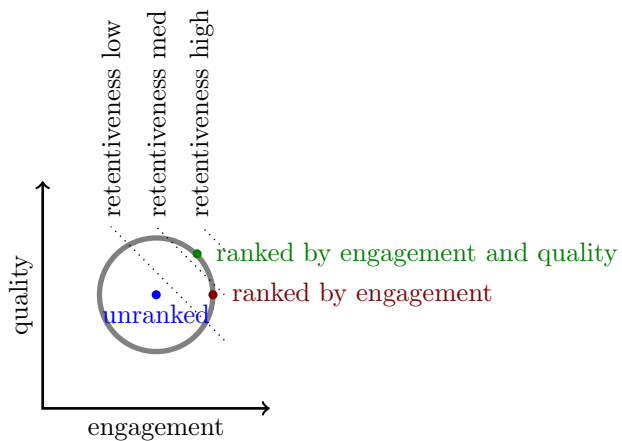 retentiveness low
retentiveness med
retentiveness high
quality
ranked by engagement and quality
ranked by engagement
unranked
engagement